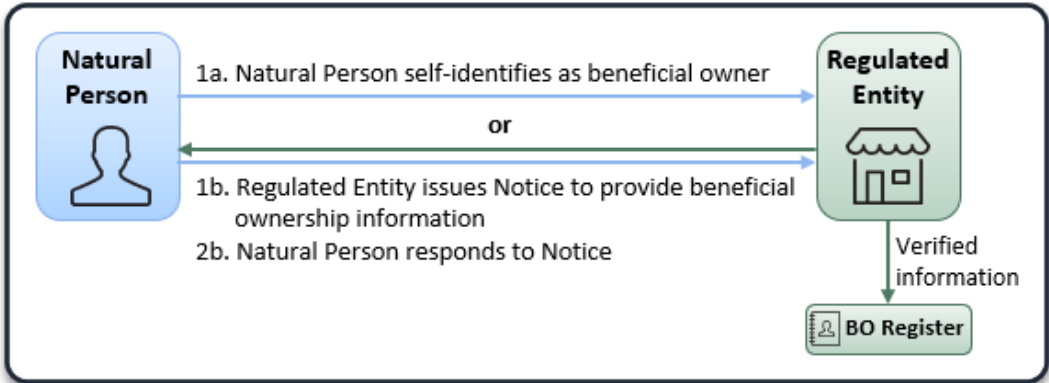 Natural
Person
1a. Natural Person self-identifies as beneficial owner
Regulated
Entity
or
1b. Regulated Entity issues Notice to provide beneficial
ownership information
2b. Natural Person responds to Notice
Verified
information
BO Register